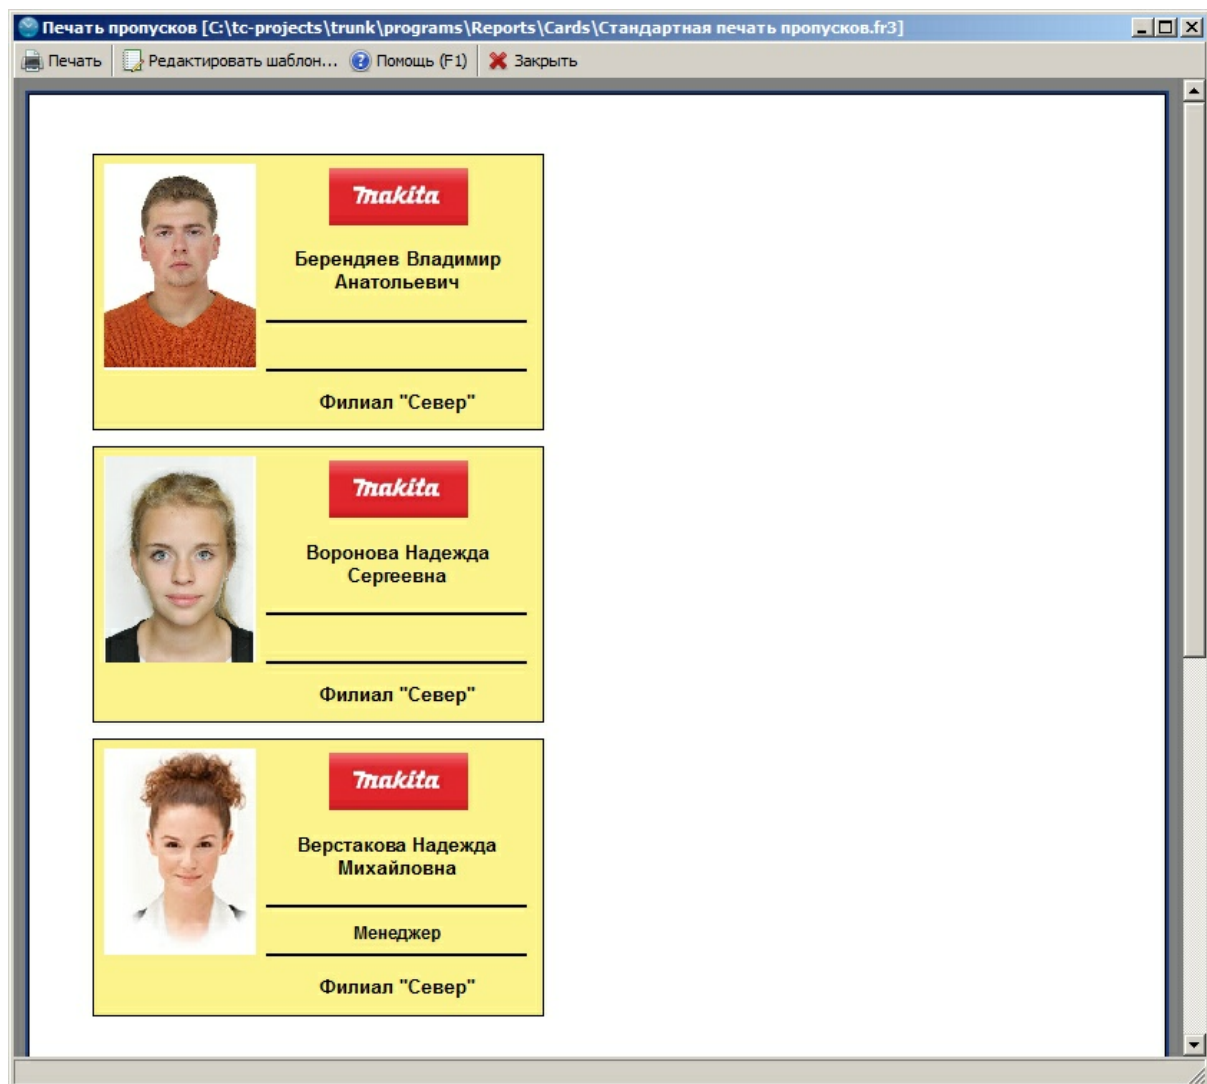 Печать пропусков [C:\tc-projects\trunk\programs\Reports\Cards\Стандартная печать пропусков.fr3]
Печать Редактировать шаблон... Помощь (F1) Закрыть
makita
Берендяев Владимир
Анатольевич
Филиал "Север"
makita
Воронова Надежда
Сергеевна
Филиал "Север"
makita
Верстакова Надежда
Михайловна
Менеджер
Филиал "Север"